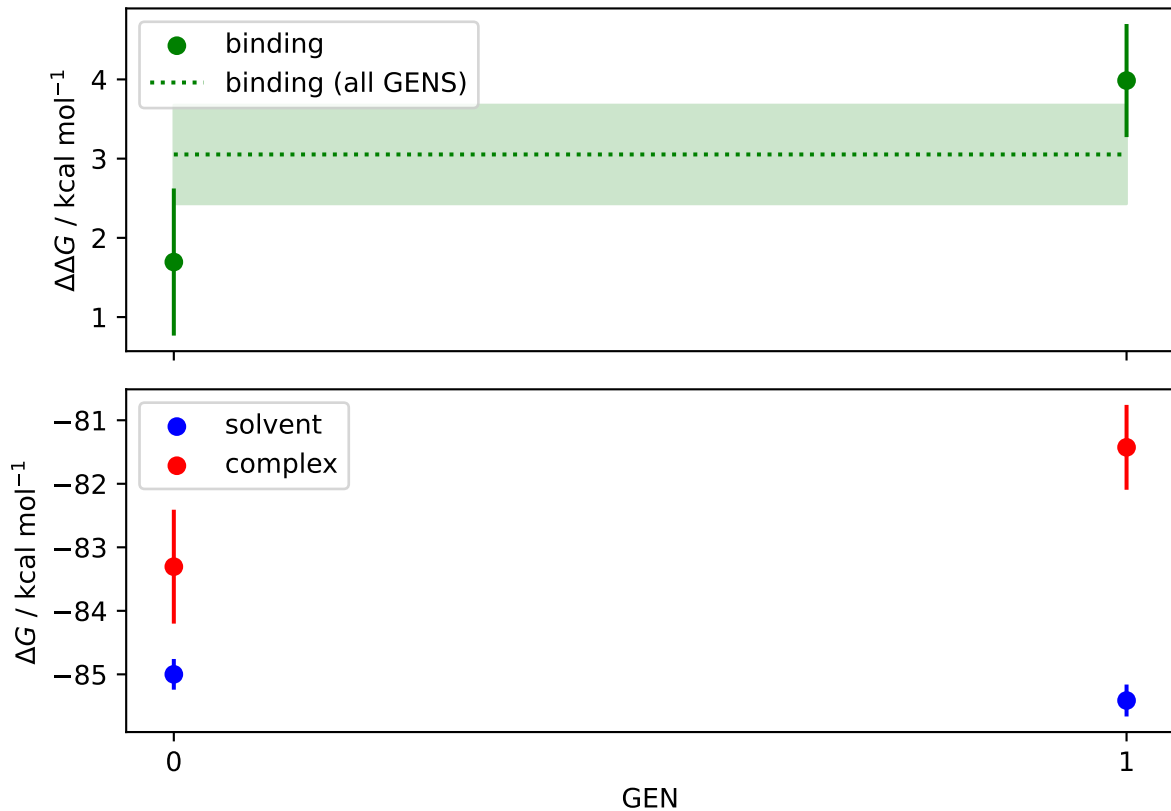 binding
binding (all GENS)
ΔΔG / kcal mol⁻¹
4
3
2
1
solvent
complex
ΔG / kcal mol⁻¹
−81
−82
−83
−84
−85
0 1
GEN